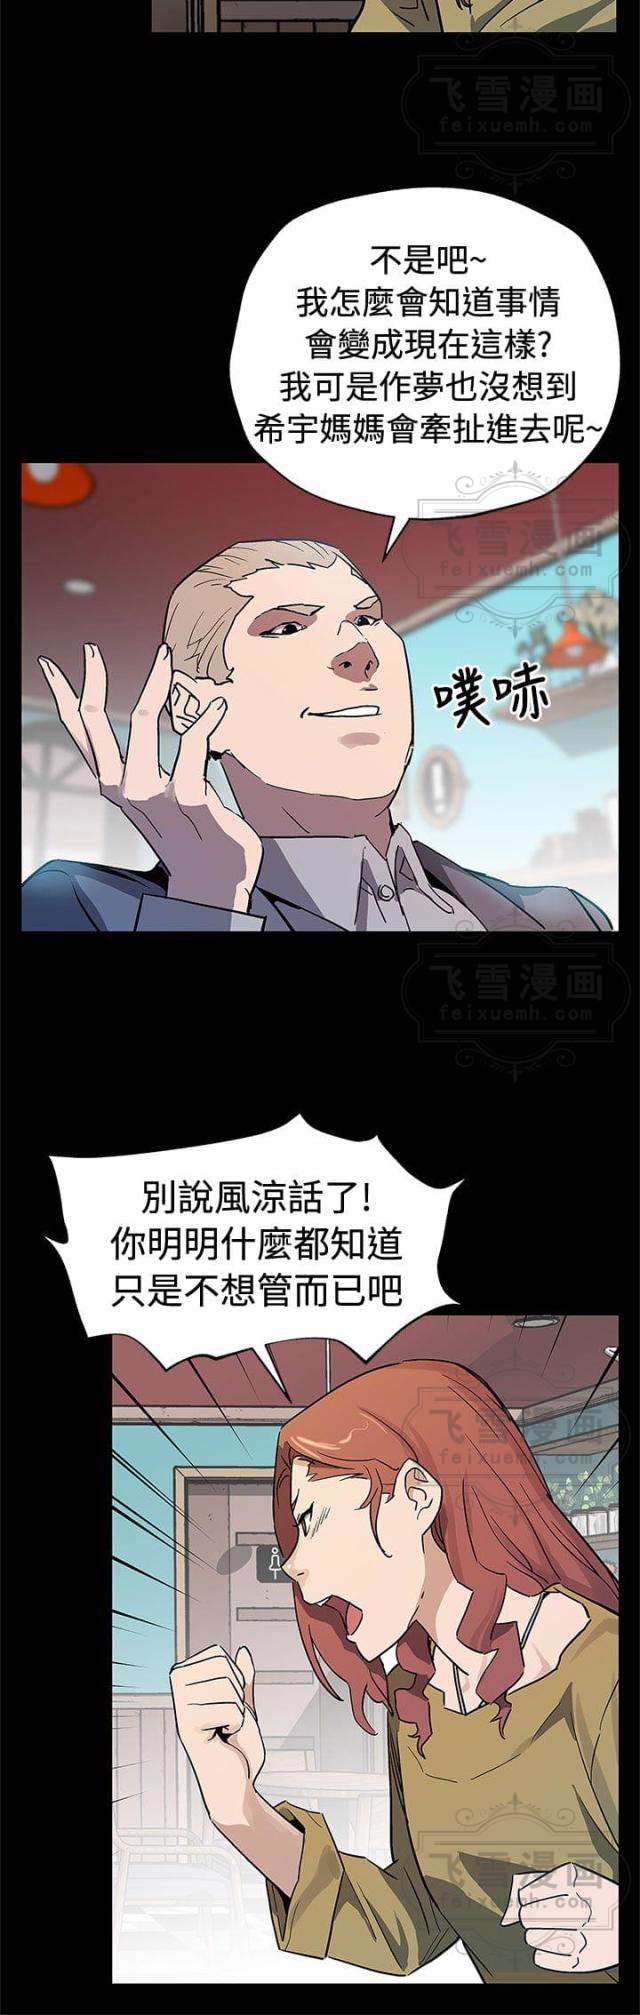 飞雪漫画
feixuemh.com
不是吧~
我怎麼會知道事情
會變成現在這樣?
我可是作夢也沒想到
希宇媽媽會牽扯進去呢~
飞雪漫画
feixuemh.com
噗哧
飞雪漫画
feixuemh.com
別說風涼話了!
你明明什麼都知道
只是不想管而已吧
飞雪漫画
feixuemh.com
飞雪漫画
feixuemh.com